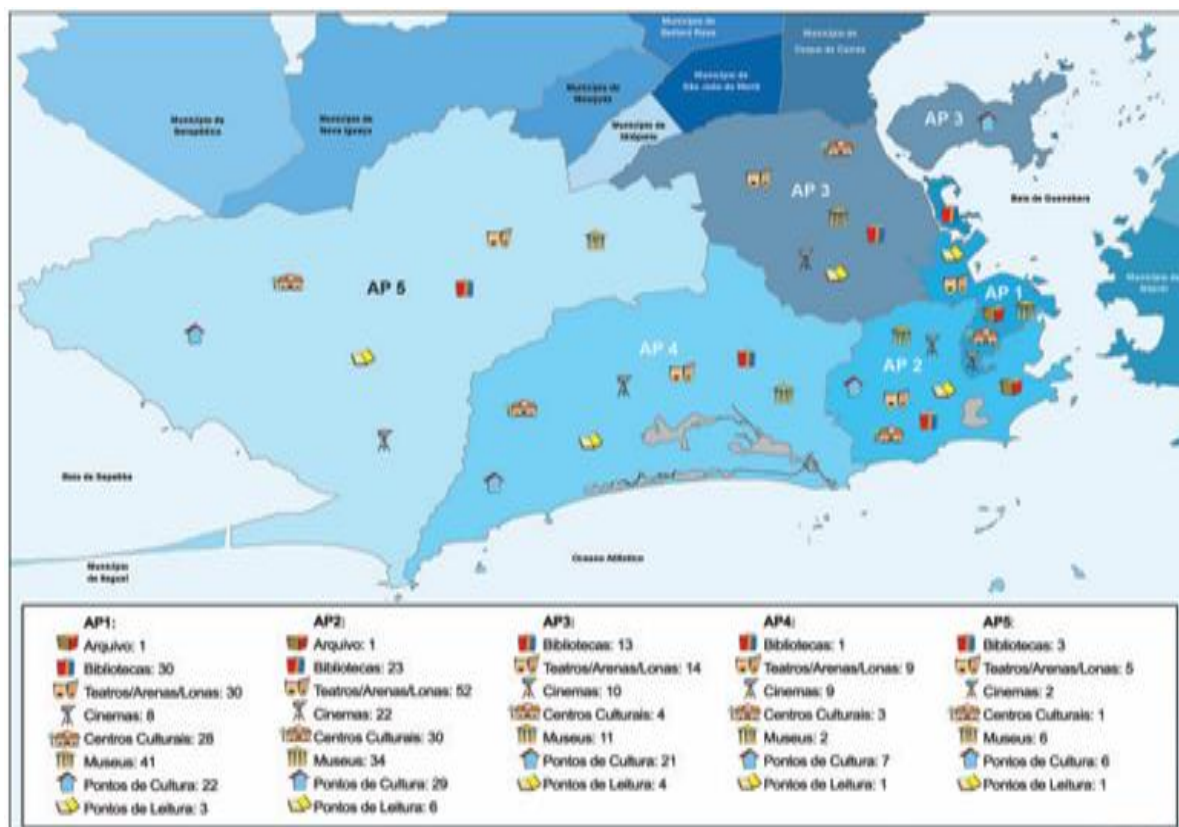 Município de
Município de
Município de
São João de Meriti
Município de
Seropédica
Município de
Nova Iguaçu
Município de
Município de
AP 3
AP 3
Baía de Guanabara
AP 5
AP 1
AP 4
AP 2
Município de
Baía de Sepetiba
Oceano Atlântico
Município
de Itaguaí
AP1:
Arquivo: 1
Bibliotecas: 30
Teatros/Arenas/Lonas: 30
Cinemas: 8
Centros Culturais: 28
Museus: 41
Pontos de Cultura: 22
Pontos de Leitura: 3
AP2:
Arquivo: 1
Bibliotecas: 23
Teatros/Arenas/Lonas: 52
Cinemas: 22
Centros Culturais: 30
Museus: 34
Pontos de Cultura: 29
Pontos de Leitura: 6
AP3:
Bibliotecas: 13
Teatros/Arenas/Lonas: 14
Cinemas: 10
Centros Culturais: 4
Museus: 11
Pontos de Cultura: 21
Pontos de Leitura: 4
AP4:
Bibliotecas: 1
Teatros/Arenas/Lonas: 9
Cinemas: 9
Centros Culturais: 3
Museus: 2
Pontos de Cultura: 7
Pontos de Leitura: 1
AP5:
Bibliotecas: 3
Teatros/Arenas/Lonas: 5
Cinemas: 2
Centros Culturais: 1
Museus: 6
Pontos de Cultura: 6
Pontos de Leitura: 1